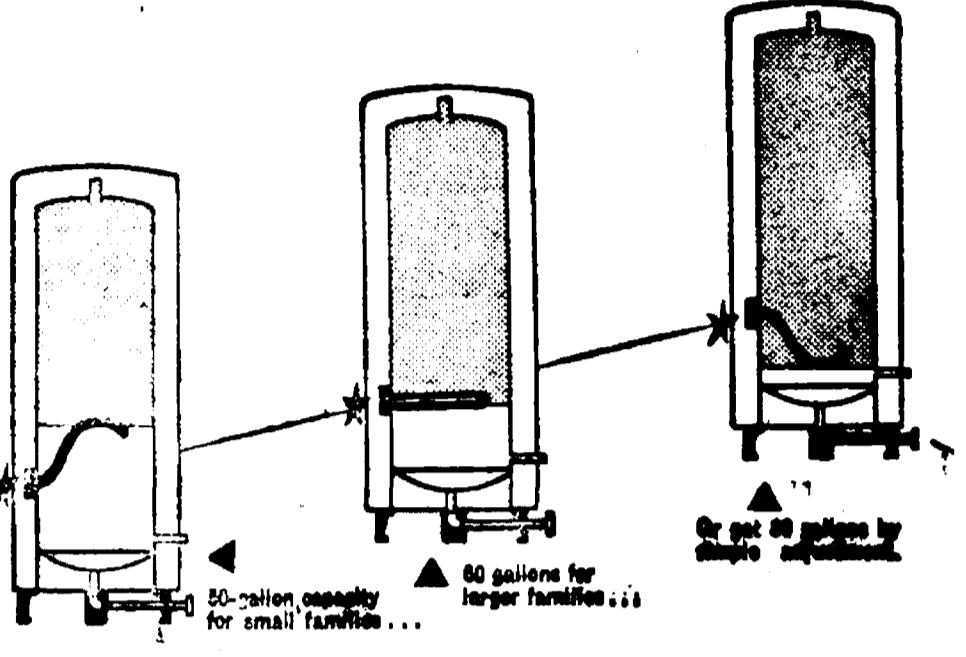 50-gallon capacity
for small families . . .
60 gallons for
larger families . . .
Or get 80 gallons by
simple adjustment.